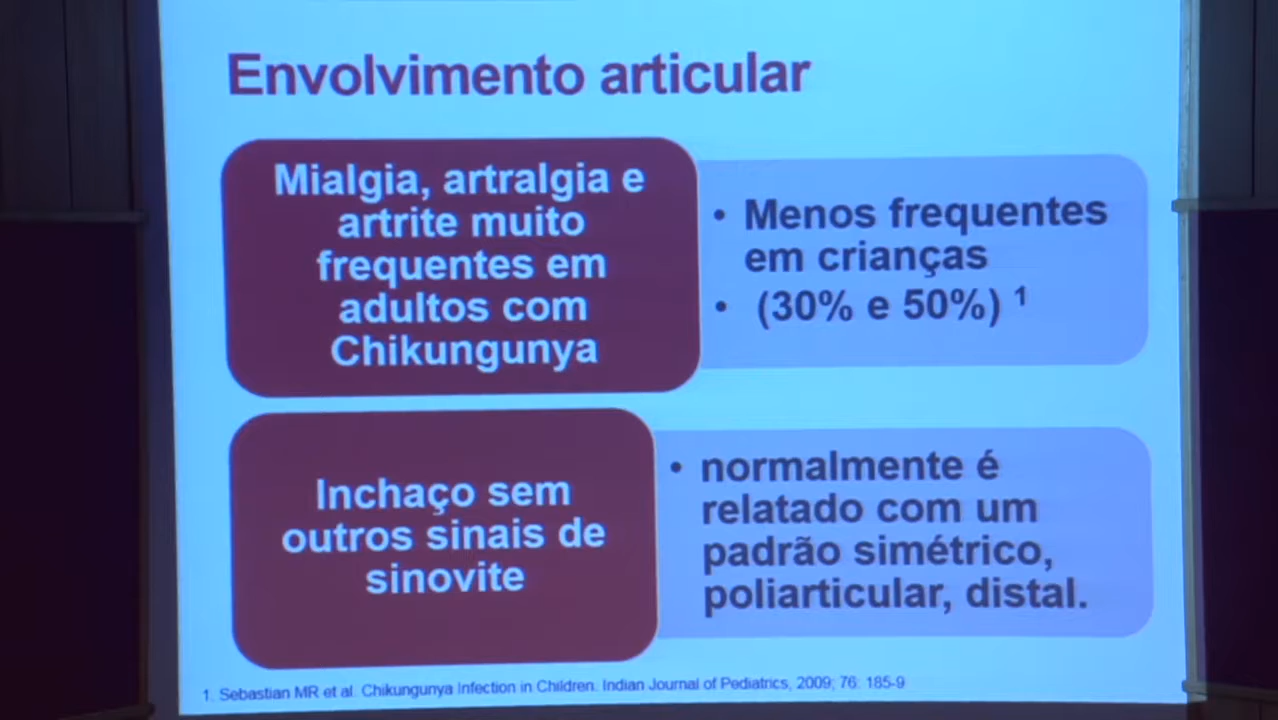 Envolvimento articular
Mialgia, artralgia e
artrite muito
frequentes em
adultos com
Chikungunya
• Menos frequentes
em crianças
• (30% e 50%) ¹
Inchaço sem
outros sinais de
sinovite
• normalmente é
relatado com um
padrão simétrico,
poliarticular, distal.
1. Sebastian MR et al. Chikungunya Infection in Children. Indian Journal of Pediatrics, 2009; 76: 185-9